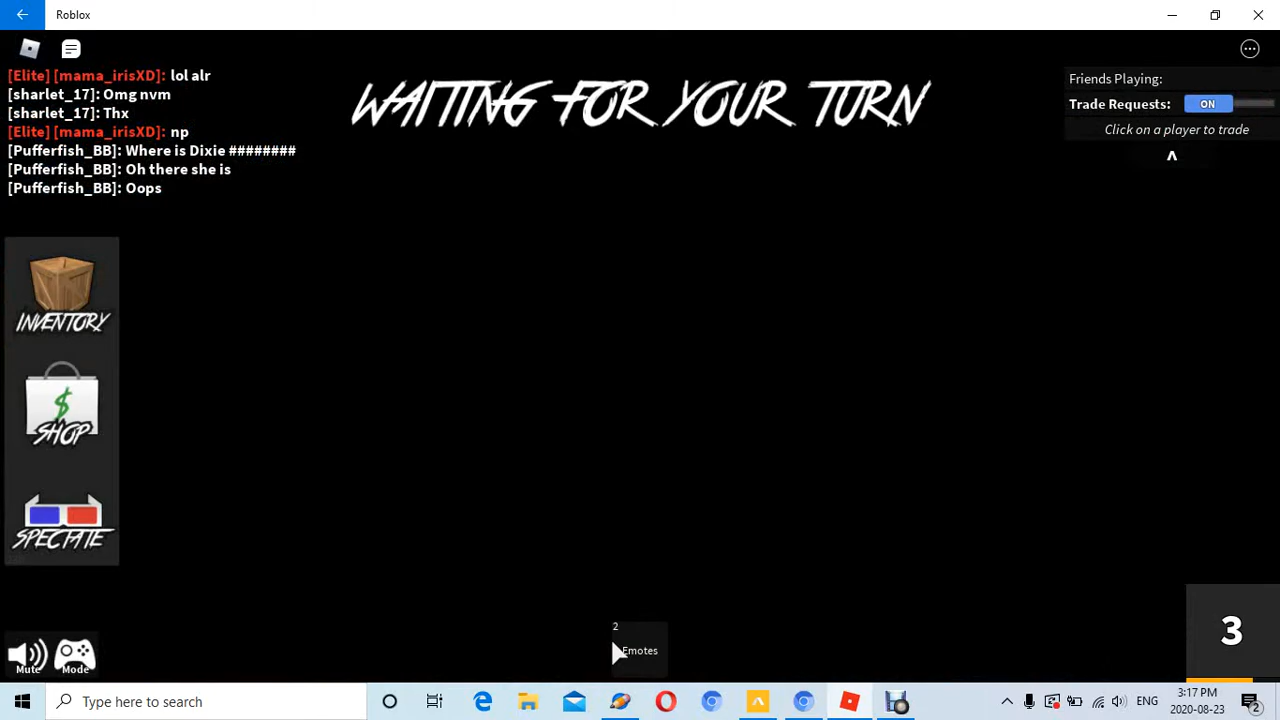 Roblox
[Elite] [mama_irisXD]: lol alr
[sharlet_17]: Omg nvm
[sharlet_17]: Thx
[Elite] [mama_irisXD]: np
[Pufferfish_BB]: Where is Dixie ########
[Pufferfish_BB]: Oh there she is
[Pufferfish_BB]: Oops
WAITING FOR YOUR TURN
Friends Playing:
Trade Requests: ON
Click on a player to trade
^
INVENTORY
$
SHOP
SPECTATE
Mute
Mode
2
Emotes
3
Type here to search
ENG
3:17 PM
2020-08-23
2